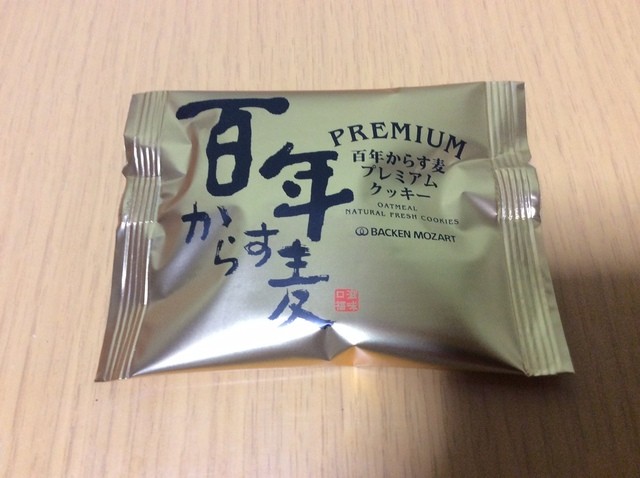 百年
からす麦
PREMIUM
百年からす麦
プレミアム
クッキー
OATMEAL
NATURAL FRESH COOKIES
BACKEN MOZART